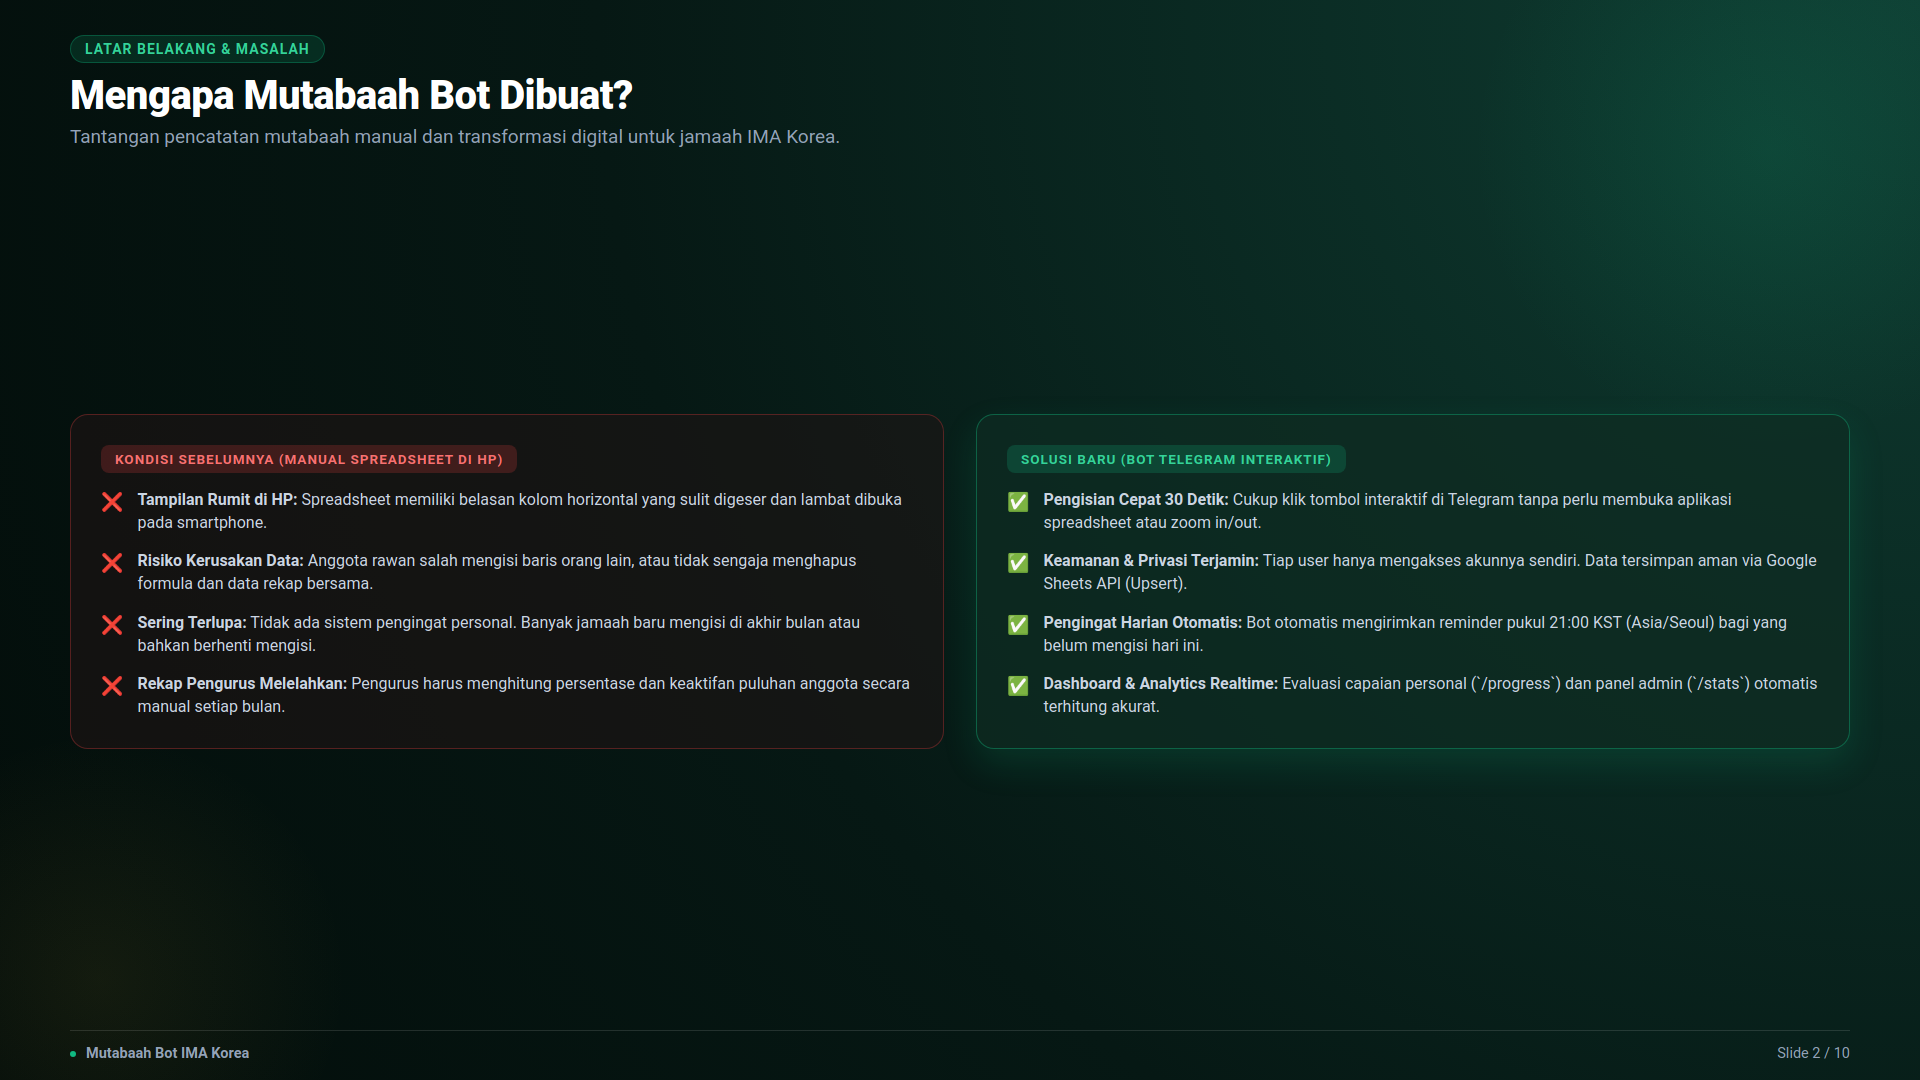 LATAR BELAKANG & MASALAH
Mengapa Mutabaah Bot Dibuat?
Tantangan pencatatan mutabaah manual dan transformasi digital untuk jamaah IMA Korea.
KONDISI SEBELUMNYA (MANUAL SPREADSHEET DI HP)
❌ Tampilan Rumit di HP: Spreadsheet memiliki belasan kolom horizontal yang sulit digeser dan lambat dibuka
pada smartphone.
❌ Risiko Kerusakan Data: Anggota rawan salah mengisi baris orang lain, atau tidak sengaja menghapus
formula dan data rekap bersama.
❌ Sering Terlupa: Tidak ada sistem pengingat personal. Banyak jamaah baru mengisi di akhir bulan atau
bahkan berhenti mengisi.
❌ Rekap Pengurus Melelahkan: Pengurus harus menghitung persentase dan keaktifan puluhan anggota secara
manual setiap bulan.
SOLUSI BARU (BOT TELEGRAM INTERAKTIF)
✅ Pengisian Cepat 30 Detik: Cukup klik tombol interaktif di Telegram tanpa perlu membuka aplikasi
spreadsheet atau zoom in/out.
✅ Keamanan & Privasi Terjamin: Tiap user hanya mengakses akunnya sendiri. Data tersimpan aman via Google
Sheets API (Upsert).
✅ Pengingat Harian Otomatis: Bot otomatis mengirimkan reminder pukul 21:00 KST (Asia/Seoul) bagi yang
belum mengisi hari ini.
✅ Dashboard & Analytics Realtime: Evaluasi capaian personal (`/progress`) dan panel admin (`/stats`) otomatis
terhitung akurat.
Mutabaah Bot IMA Korea
Slide 2 / 10